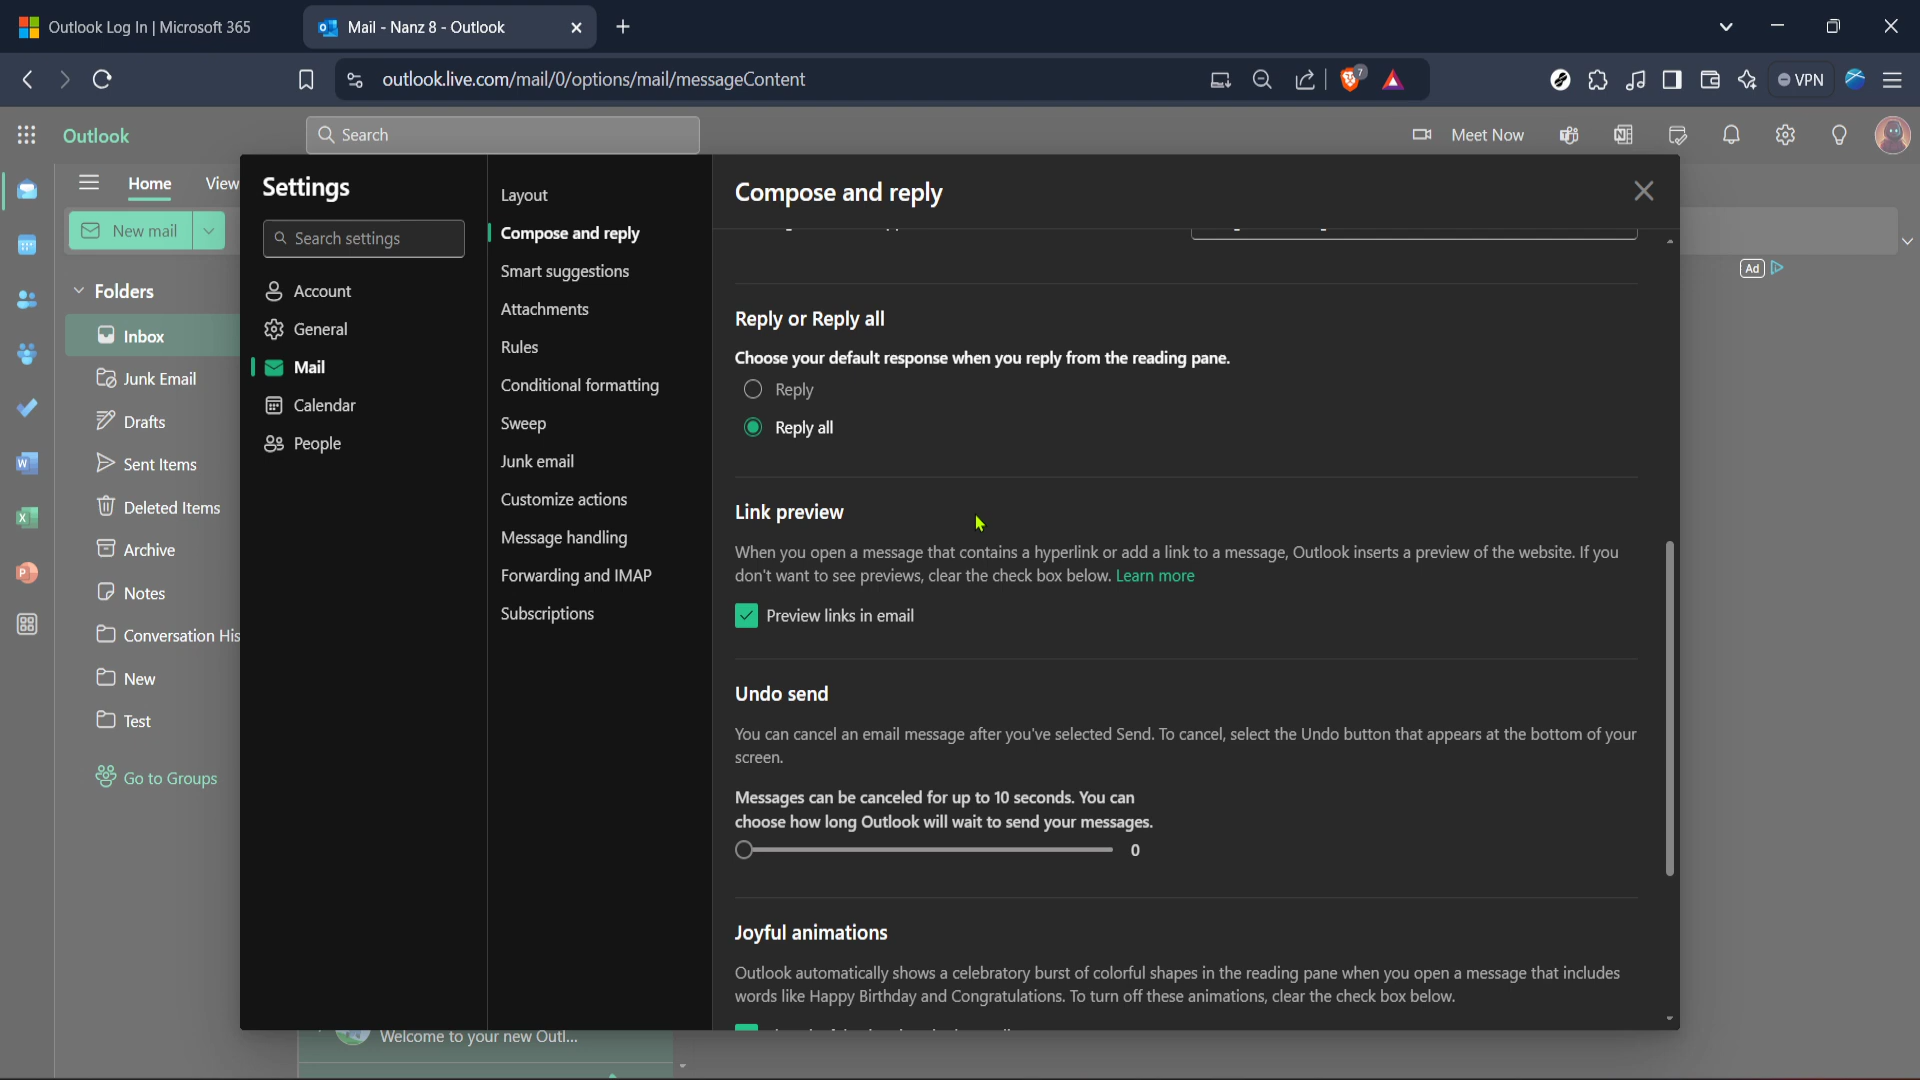 Outlook Log In | Microsoft 365
Mail - Nanz 8 - Outlook
outlook.live.com/mail/0/options/mail/messageContent
7
VPN
Outlook
Search
Meet Now
Home
View
New mail
Folders
Inbox
Junk Email
Drafts
Sent Items
Deleted Items
Archive
Notes
Conversation His
New
Test
Go to Groups
Settings
Search settings
Account
General
Mail
Calendar
People
Layout
Compose and reply
Smart suggestions
Attachments
Rules
Conditional formatting
Sweep
Junk email
Customize actions
Message handling
Forwarding and IMAP
Subscriptions
Compose and reply
Reply or Reply all
Choose your default response when you reply from the reading pane.
Reply
Reply all
Link preview
When you open a message that contains a hyperlink or add a link to a message, Outlook inserts a preview of the website. If you
don't want to see previews, clear the check box below. Learn more
Preview links in email
Undo send
You can cancel an email message after you've selected Send. To cancel, select the Undo button that appears at the bottom of your
screen.
Messages can be canceled for up to 10 seconds. You can
choose how long Outlook will wait to send your messages.
0
Joyful animations
Outlook automatically shows a celebratory burst of colorful shapes in the reading pane when you open a message that includes
words like Happy Birthday and Congratulations. To turn off these animations, clear the check box below.
Ad
Welcome to your new Outl...